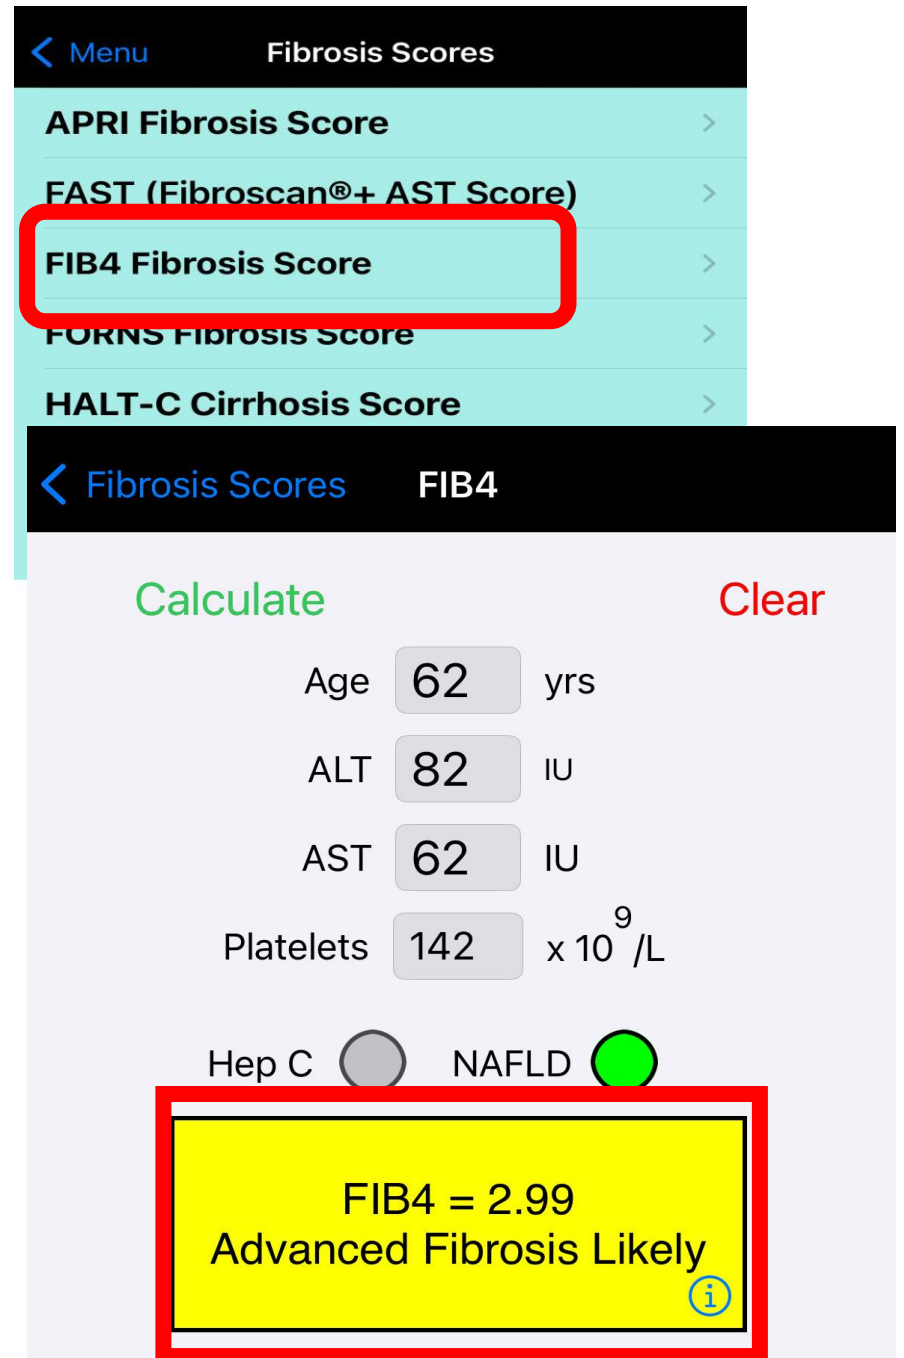 Menu Fibrosis Scores
APRI Fibrosis Score
FAST (Fibroscan®+ AST Score)
FIB4 Fibrosis Score
FORNS Fibrosis Score
HALT-C Cirrhosis Score
Fibrosis Scores FIB4
Calculate Clear
Age 62 yrs
ALT 82 IU
AST 62 IU
Platelets 142 x 10⁹/L
Hep C NAFLD
FIB4 = 2.99
Advanced Fibrosis Likely
i